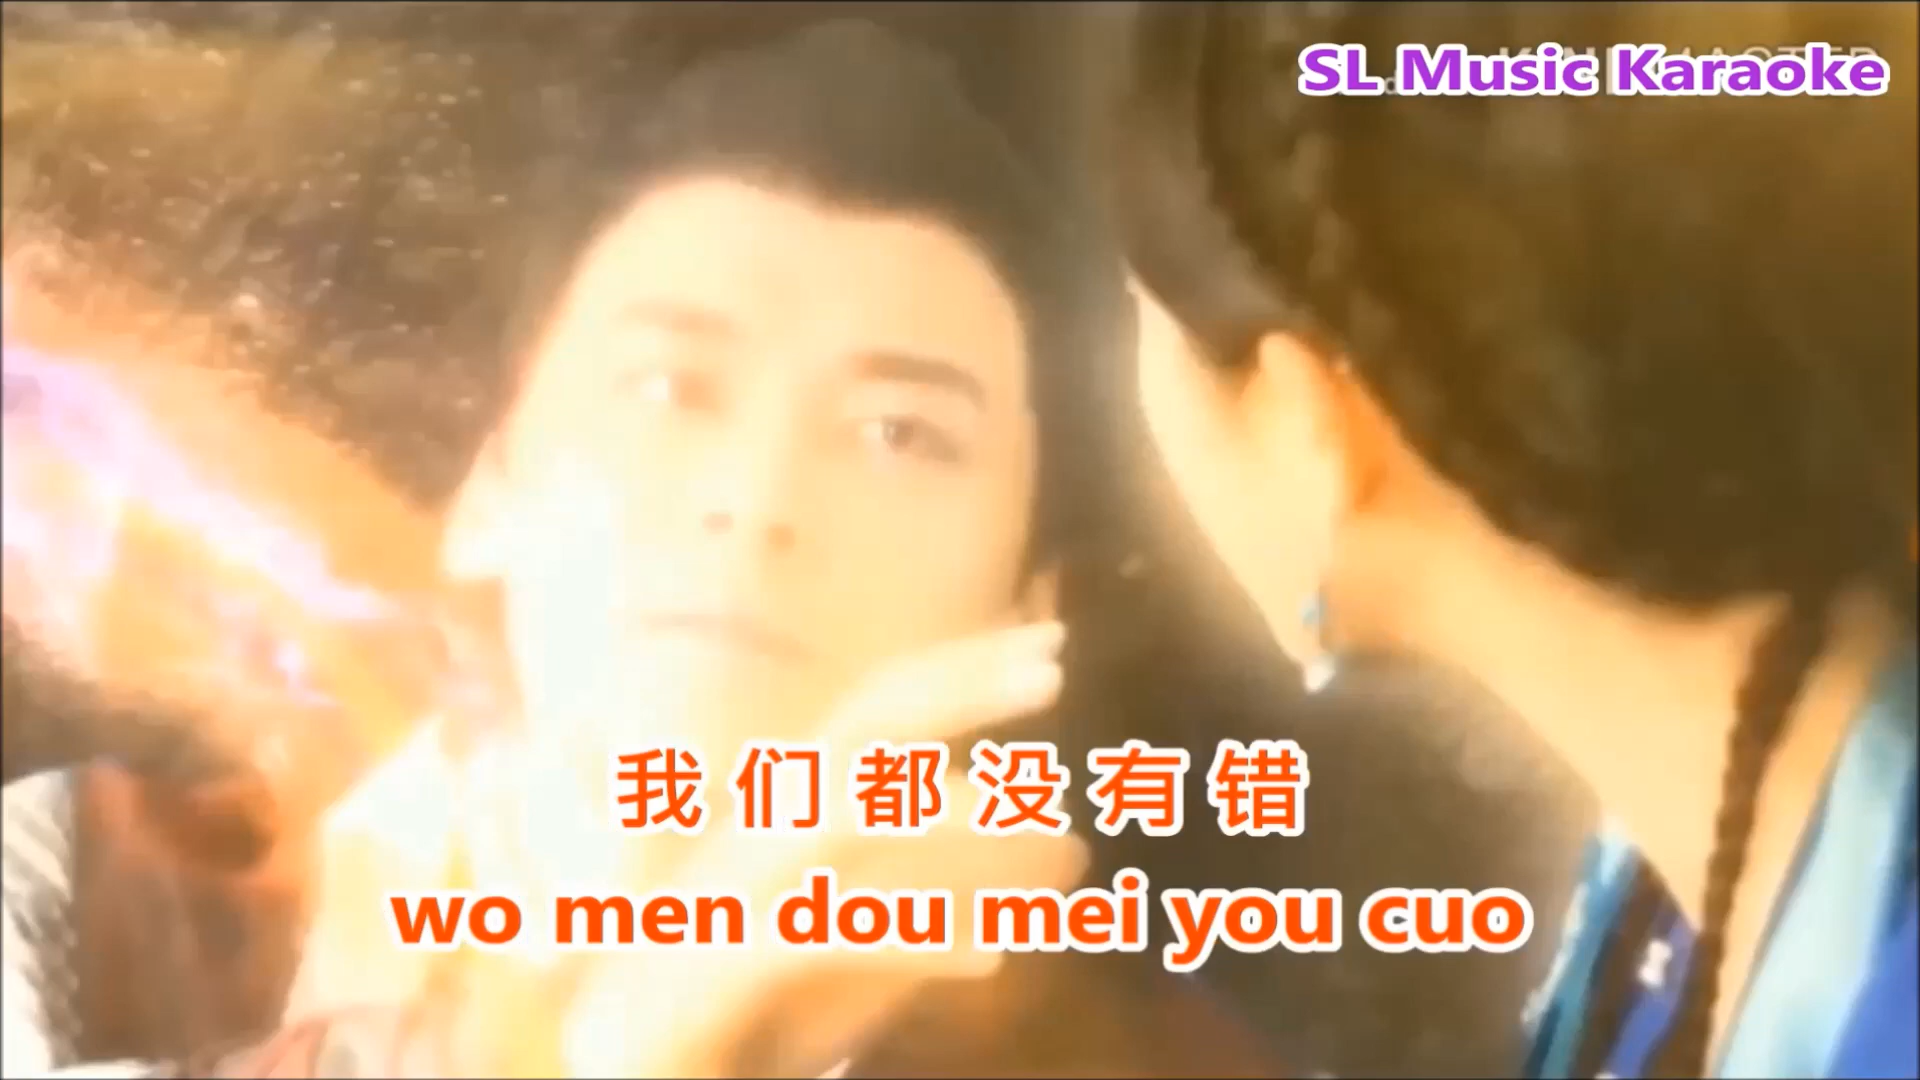 SL Music Karaoke
我们都没有错
wo men dou mei you cuo